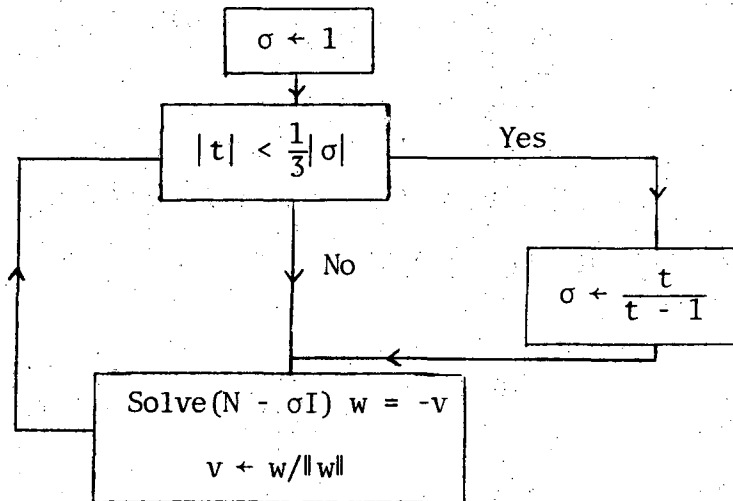 σ ← 1
|t| < 1/3|σ|
Yes
No
σ ← t/(t - 1)
Solve(N - σI) w = -v
v ← w/‖w‖